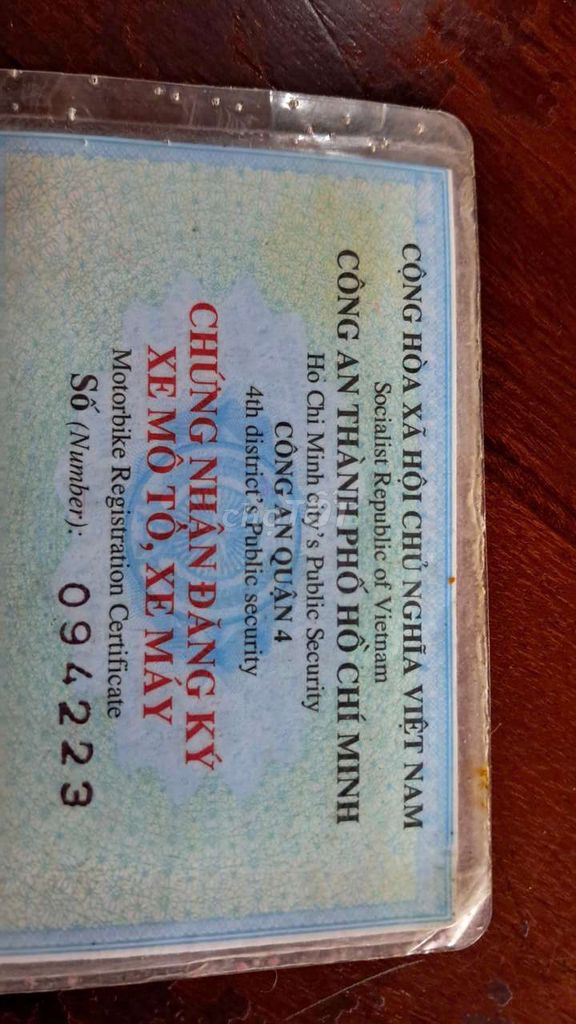 CỘNG HÒA XÃ HỘI CHỦ NGHĨA VIỆT NAM
Socialist Republic of Vietnam
CÔNG AN THÀNH PHỐ HỒ CHÍ MINH
Ho Chi Minh city's Public Security
CÔNG AN QUẬN 4
4th district's Public security
CHỨNG NHẬN ĐĂNG KÝ
XE MÔ TÔ, XE MÁY
Motorbike Registration Certificate
Số (Number): 094223